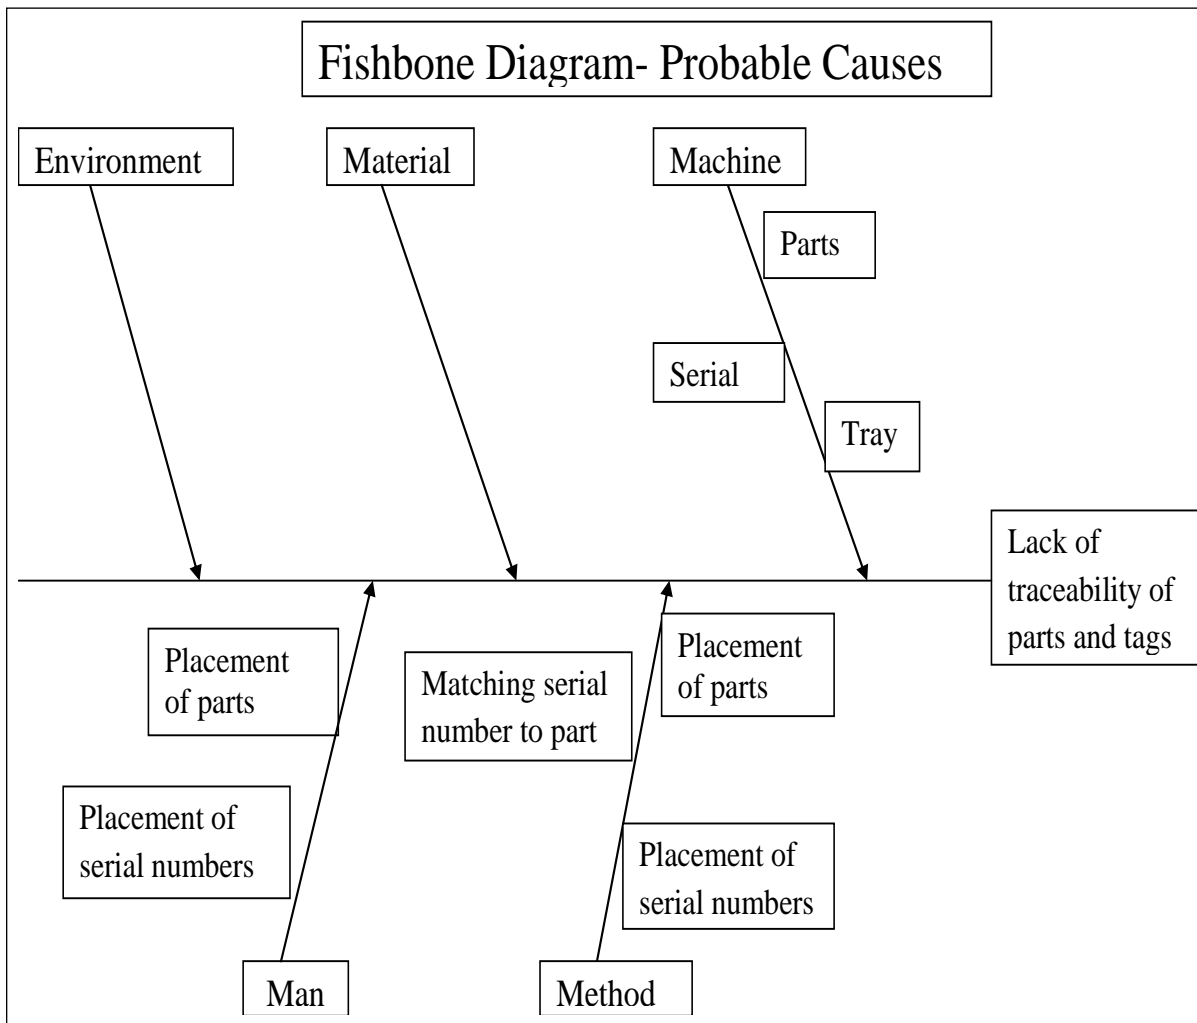 Fishbone Diagram- Probable Causes
Environment
Material
Machine
Parts
Serial
Tray
Lack of
traceability of
parts and tags
Placement
of parts
Matching serial
number to part
Placement
of parts
Placement of
serial numbers
Placement of
serial numbers
Man
Method